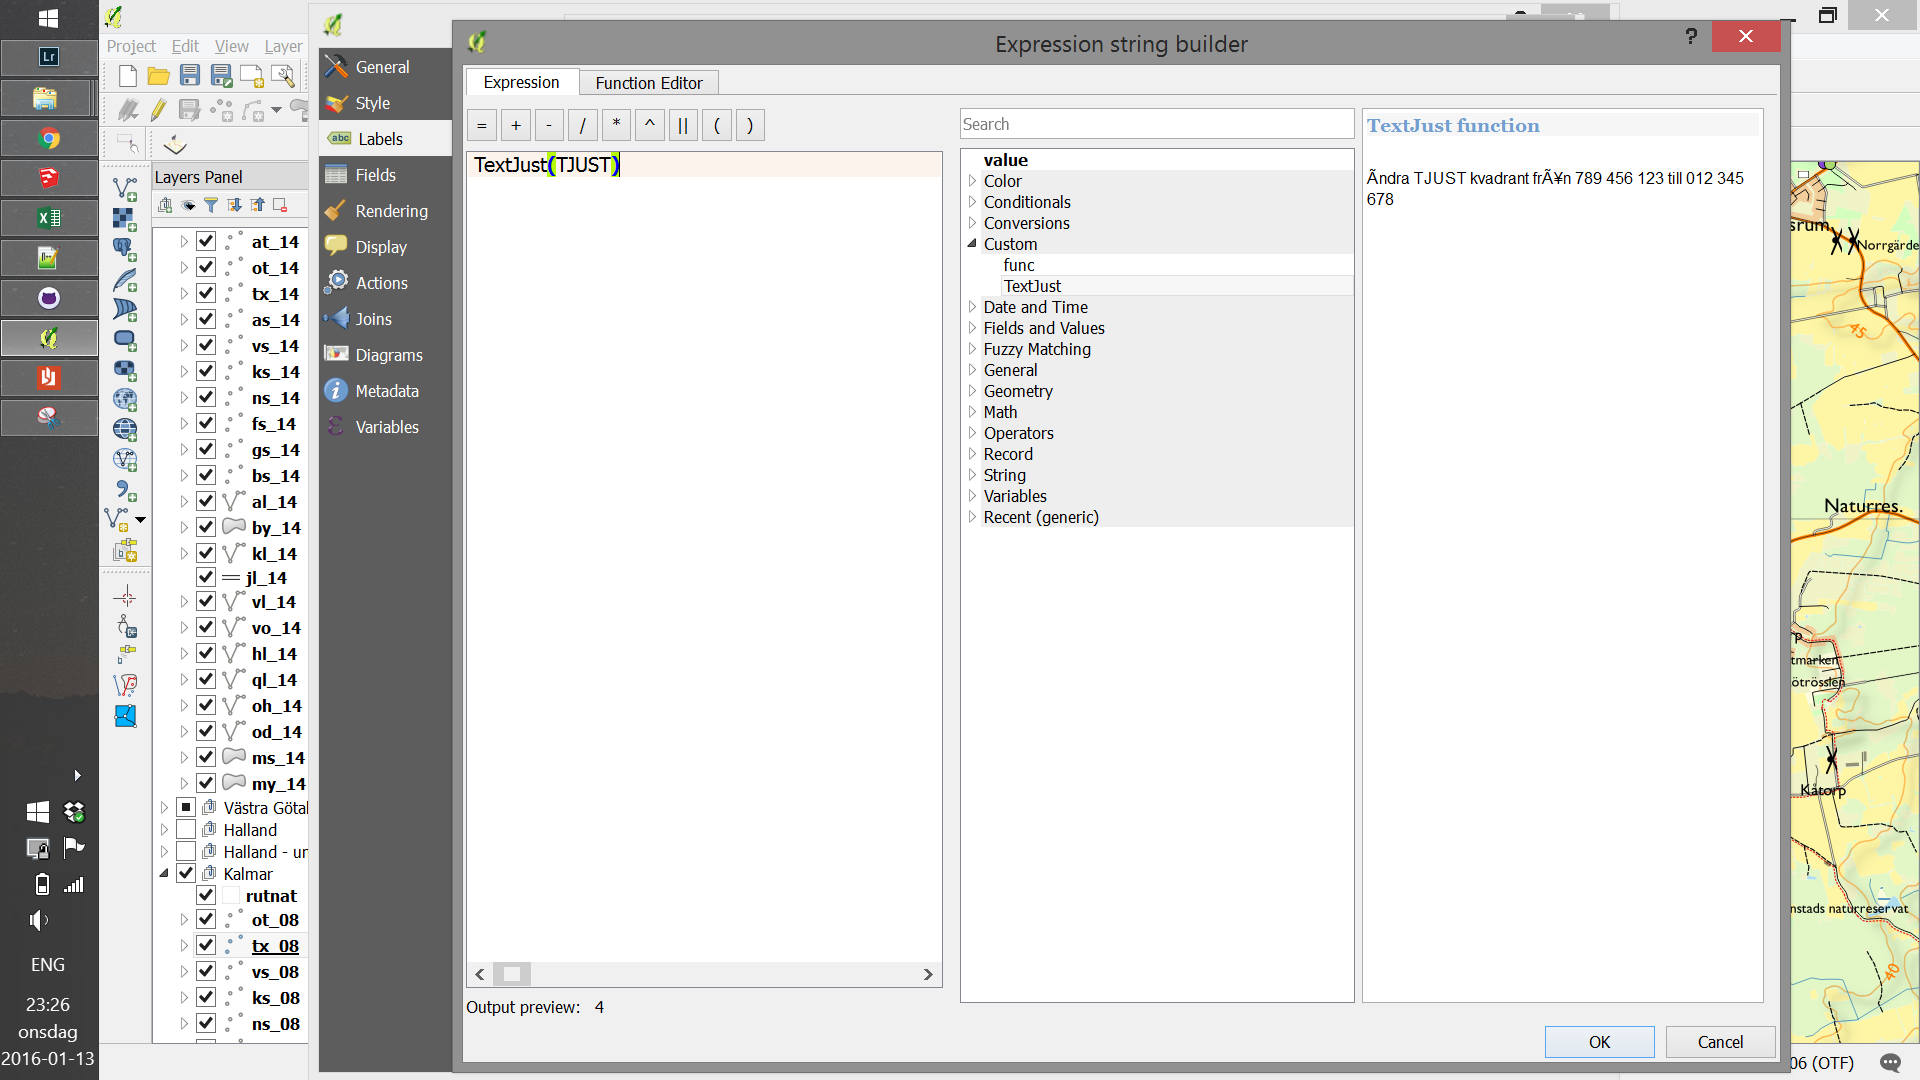 Project Edit View Layer
Lr
Layers Panel
at_14
ot_14
tx_14
as_14
vs_14
ks_14
ns_14
fs_14
gs_14
bs_14
al_14
by_14
kl_14
jl_14
vl_14
vo_14
hl_14
ql_14
oh_14
od_14
ms_14
my_14
Västra Götal
Halland
Halland - ur
Kalmar
rutnat
ot_08
tx_08
vs_08
ks_08
ns_08
ENG
23:26
onsdag
2016-01-13
General
Style
abc Labels
Fields
Rendering
Display
Actions
Joins
Diagrams
Metadata
Variables
Expression string builder
?
Expression Function Editor
= + - / * ^ || ( )
TextJust(TJUST)
Output preview: 4
Search
value
Color
Conditionals
Conversions
Custom
func
TextJust
Date and Time
Fields and Values
Fuzzy Matching
General
Geometry
Math
Operators
Record
String
Variables
Recent (generic)
TextJust function
Ãndra TJUST kvadrant frÃ¥n 789 456 123 till 012 345
678
OK Cancel
srum.
Norrgärde
45
Naturres.
p
tmarken
ötrösslen
Kåtorp
nstads naturreservat
40
06 (OTF)